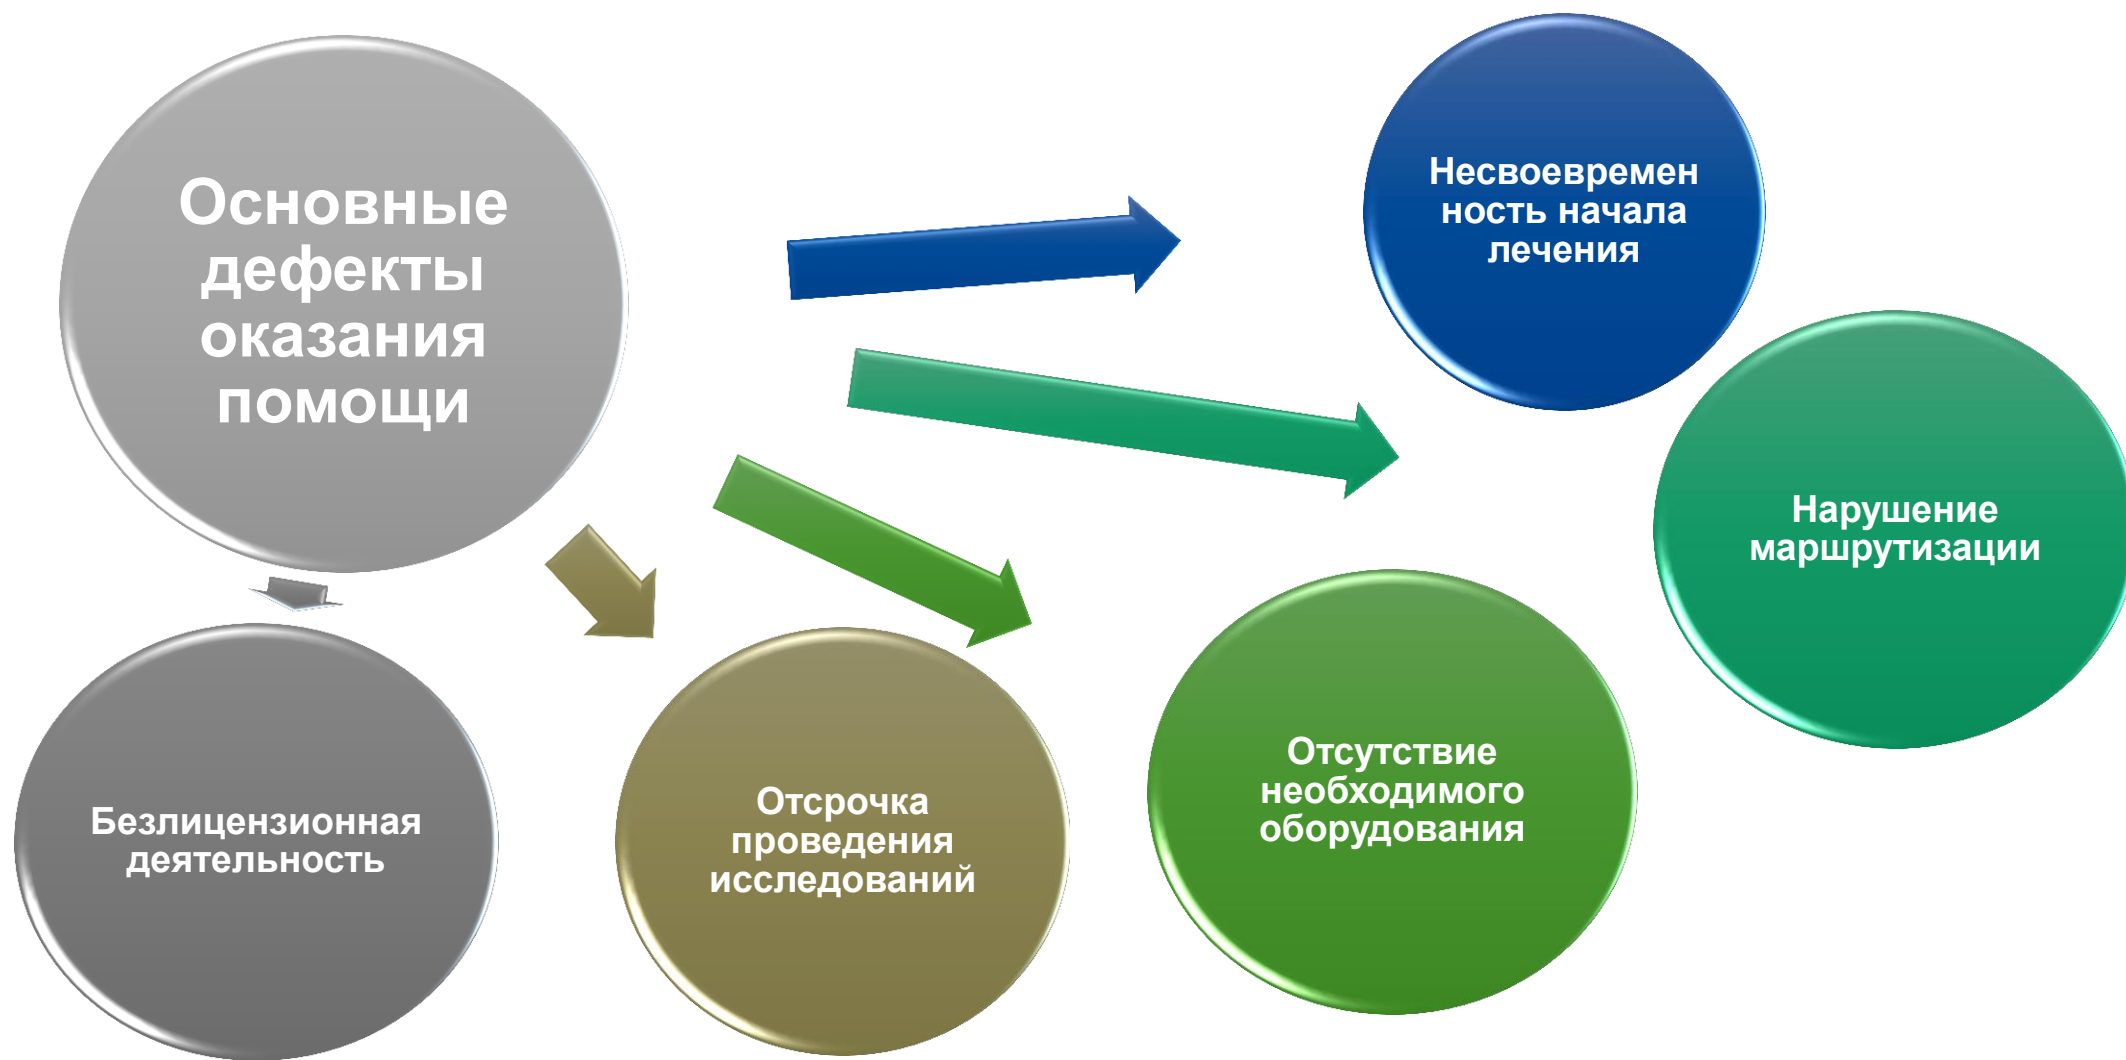 Основные
дефекты
оказания
помощи
Несвоевремен
ность начала
лечения
Нарушение
маршрутизации
Отсутствие
необходимого
оборудования
Отсрочка
проведения
исследований
Безлицензионная
деятельность